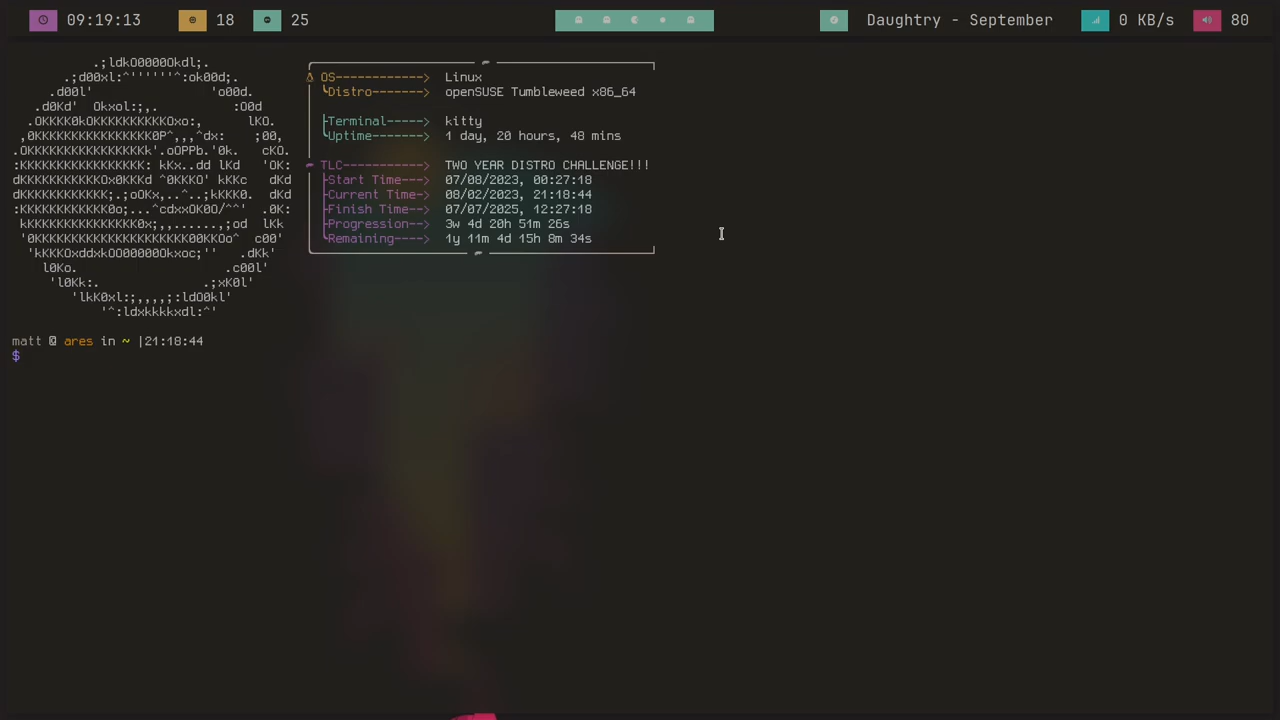 09:19:13 18 25 Daughtry - September 0 KB/s 80
OS------------> Linux
Distro--------> openSUSE Tumbleweed x86_64
Terminal-----> kitty
Uptime-------> 1 day, 20 hours, 48 mins
TLC-----------> TWO YEAR DISTRO CHALLENGE!!!
Start Time---> 07/08/2023, 00:27:18
Current Time-> 08/02/2023, 21:18:44
Finish Time--> 07/07/2025, 12:27:18
Progression--> 3w 4d 20h 51m 26s
Remaining----> 1y 11m 4d 15h 8m 34s
matt ares in ~ |21:18:44
$